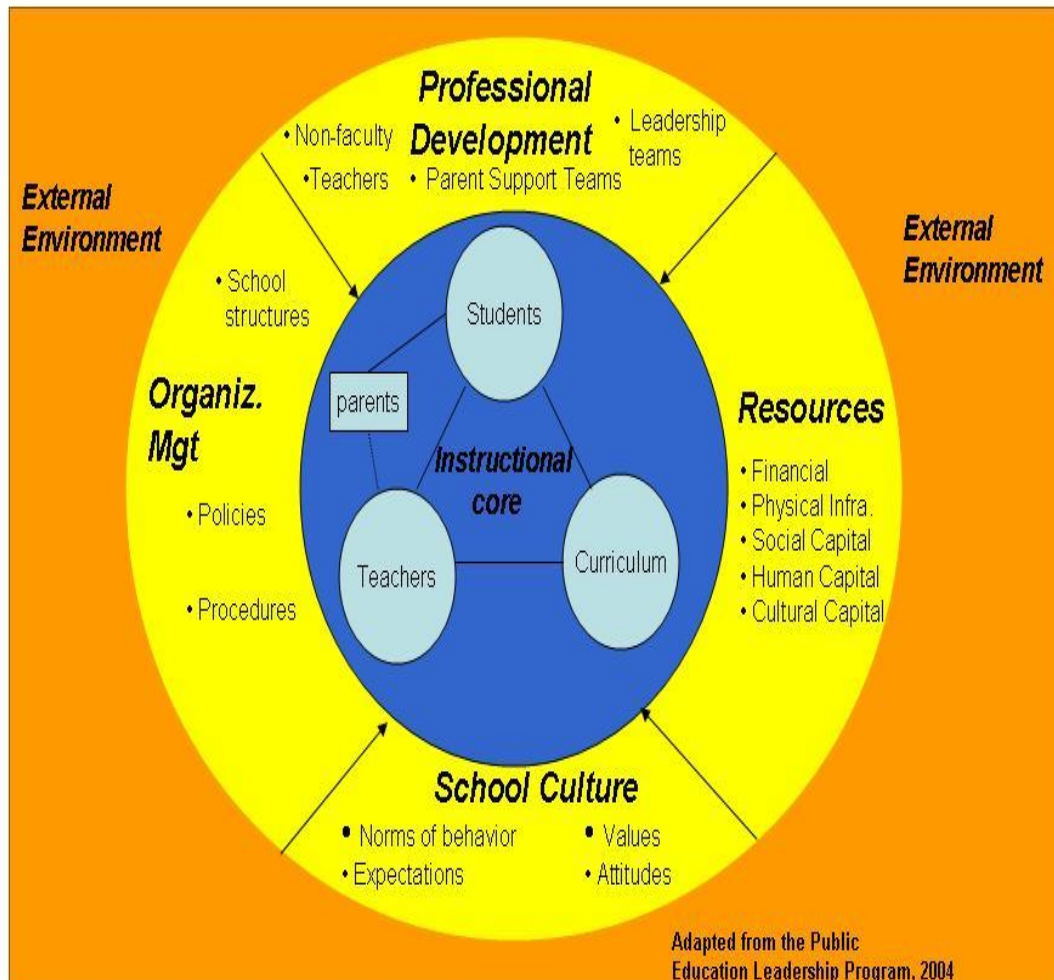 Professional
Development
• Non-faculty
• Teachers
• Parent Support Teams
• Leadership
teams
External
Environment
External
Environment
• School
structures
Organiz.
Mgt
• Policies
• Procedures
Students
parents
Instructional
core
Teachers
Curriculum
Resources
• Financial
• Physical Infra.
• Social Capital
• Human Capital
• Cultural Capital
School Culture
• Norms of behavior
• Expectations
• Values
• Attitudes
Adapted from the Public
Education Leadership Program, 2004